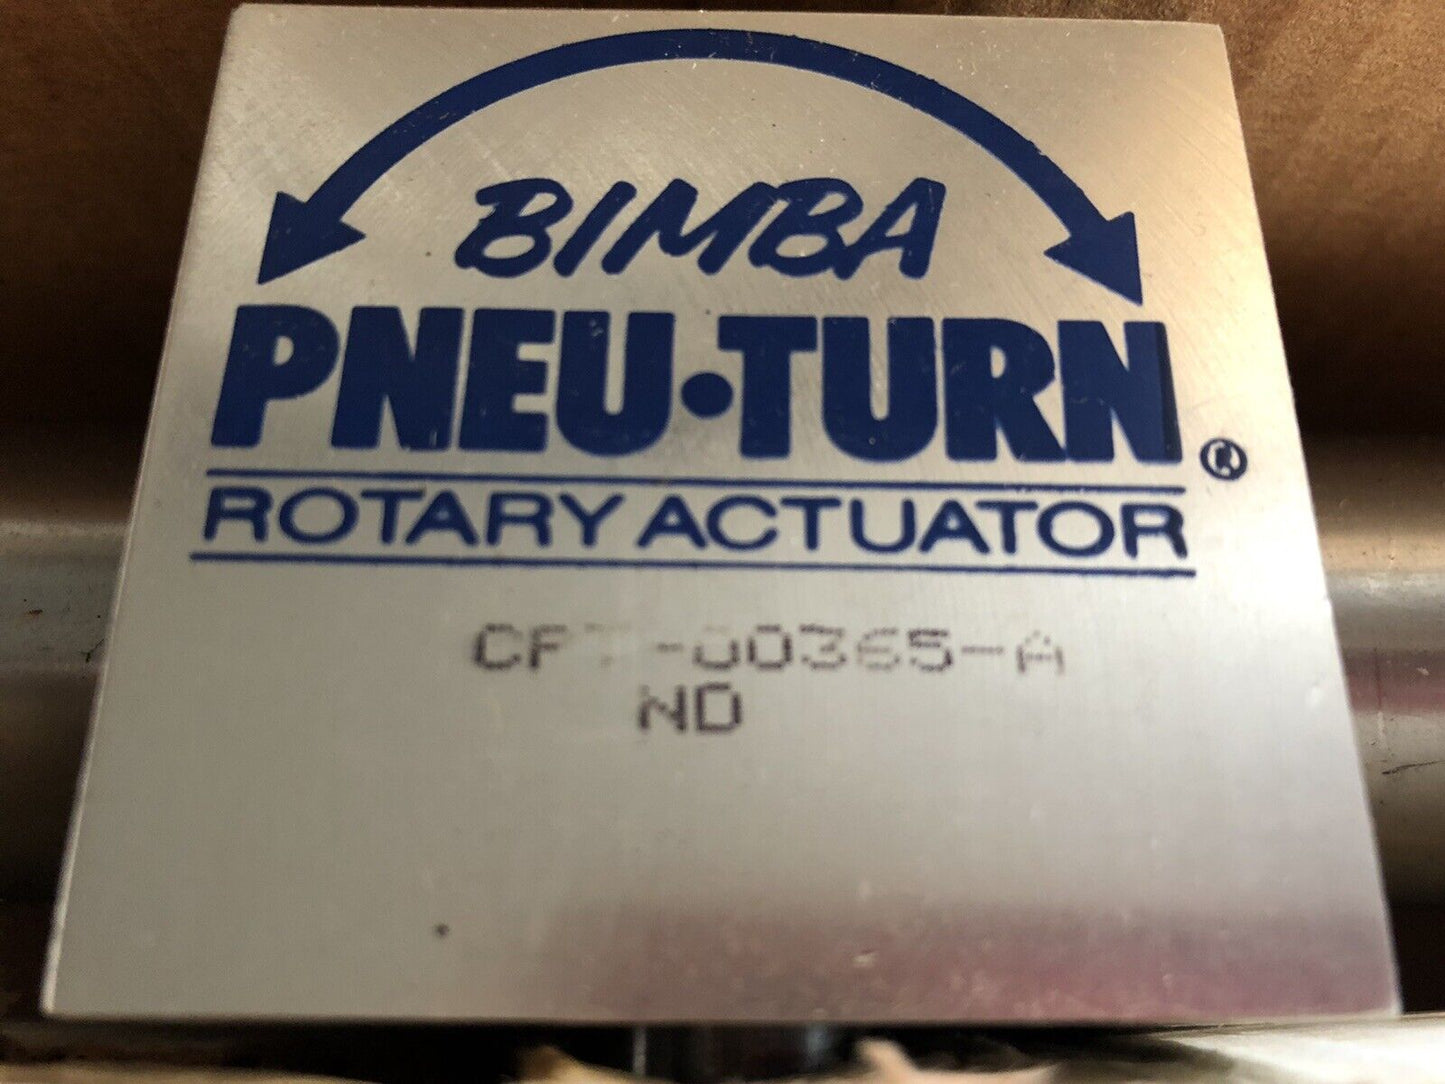 BIMBA
PNEU•TURN®
ROTARY ACTUATOR
CPT-00365-A
ND